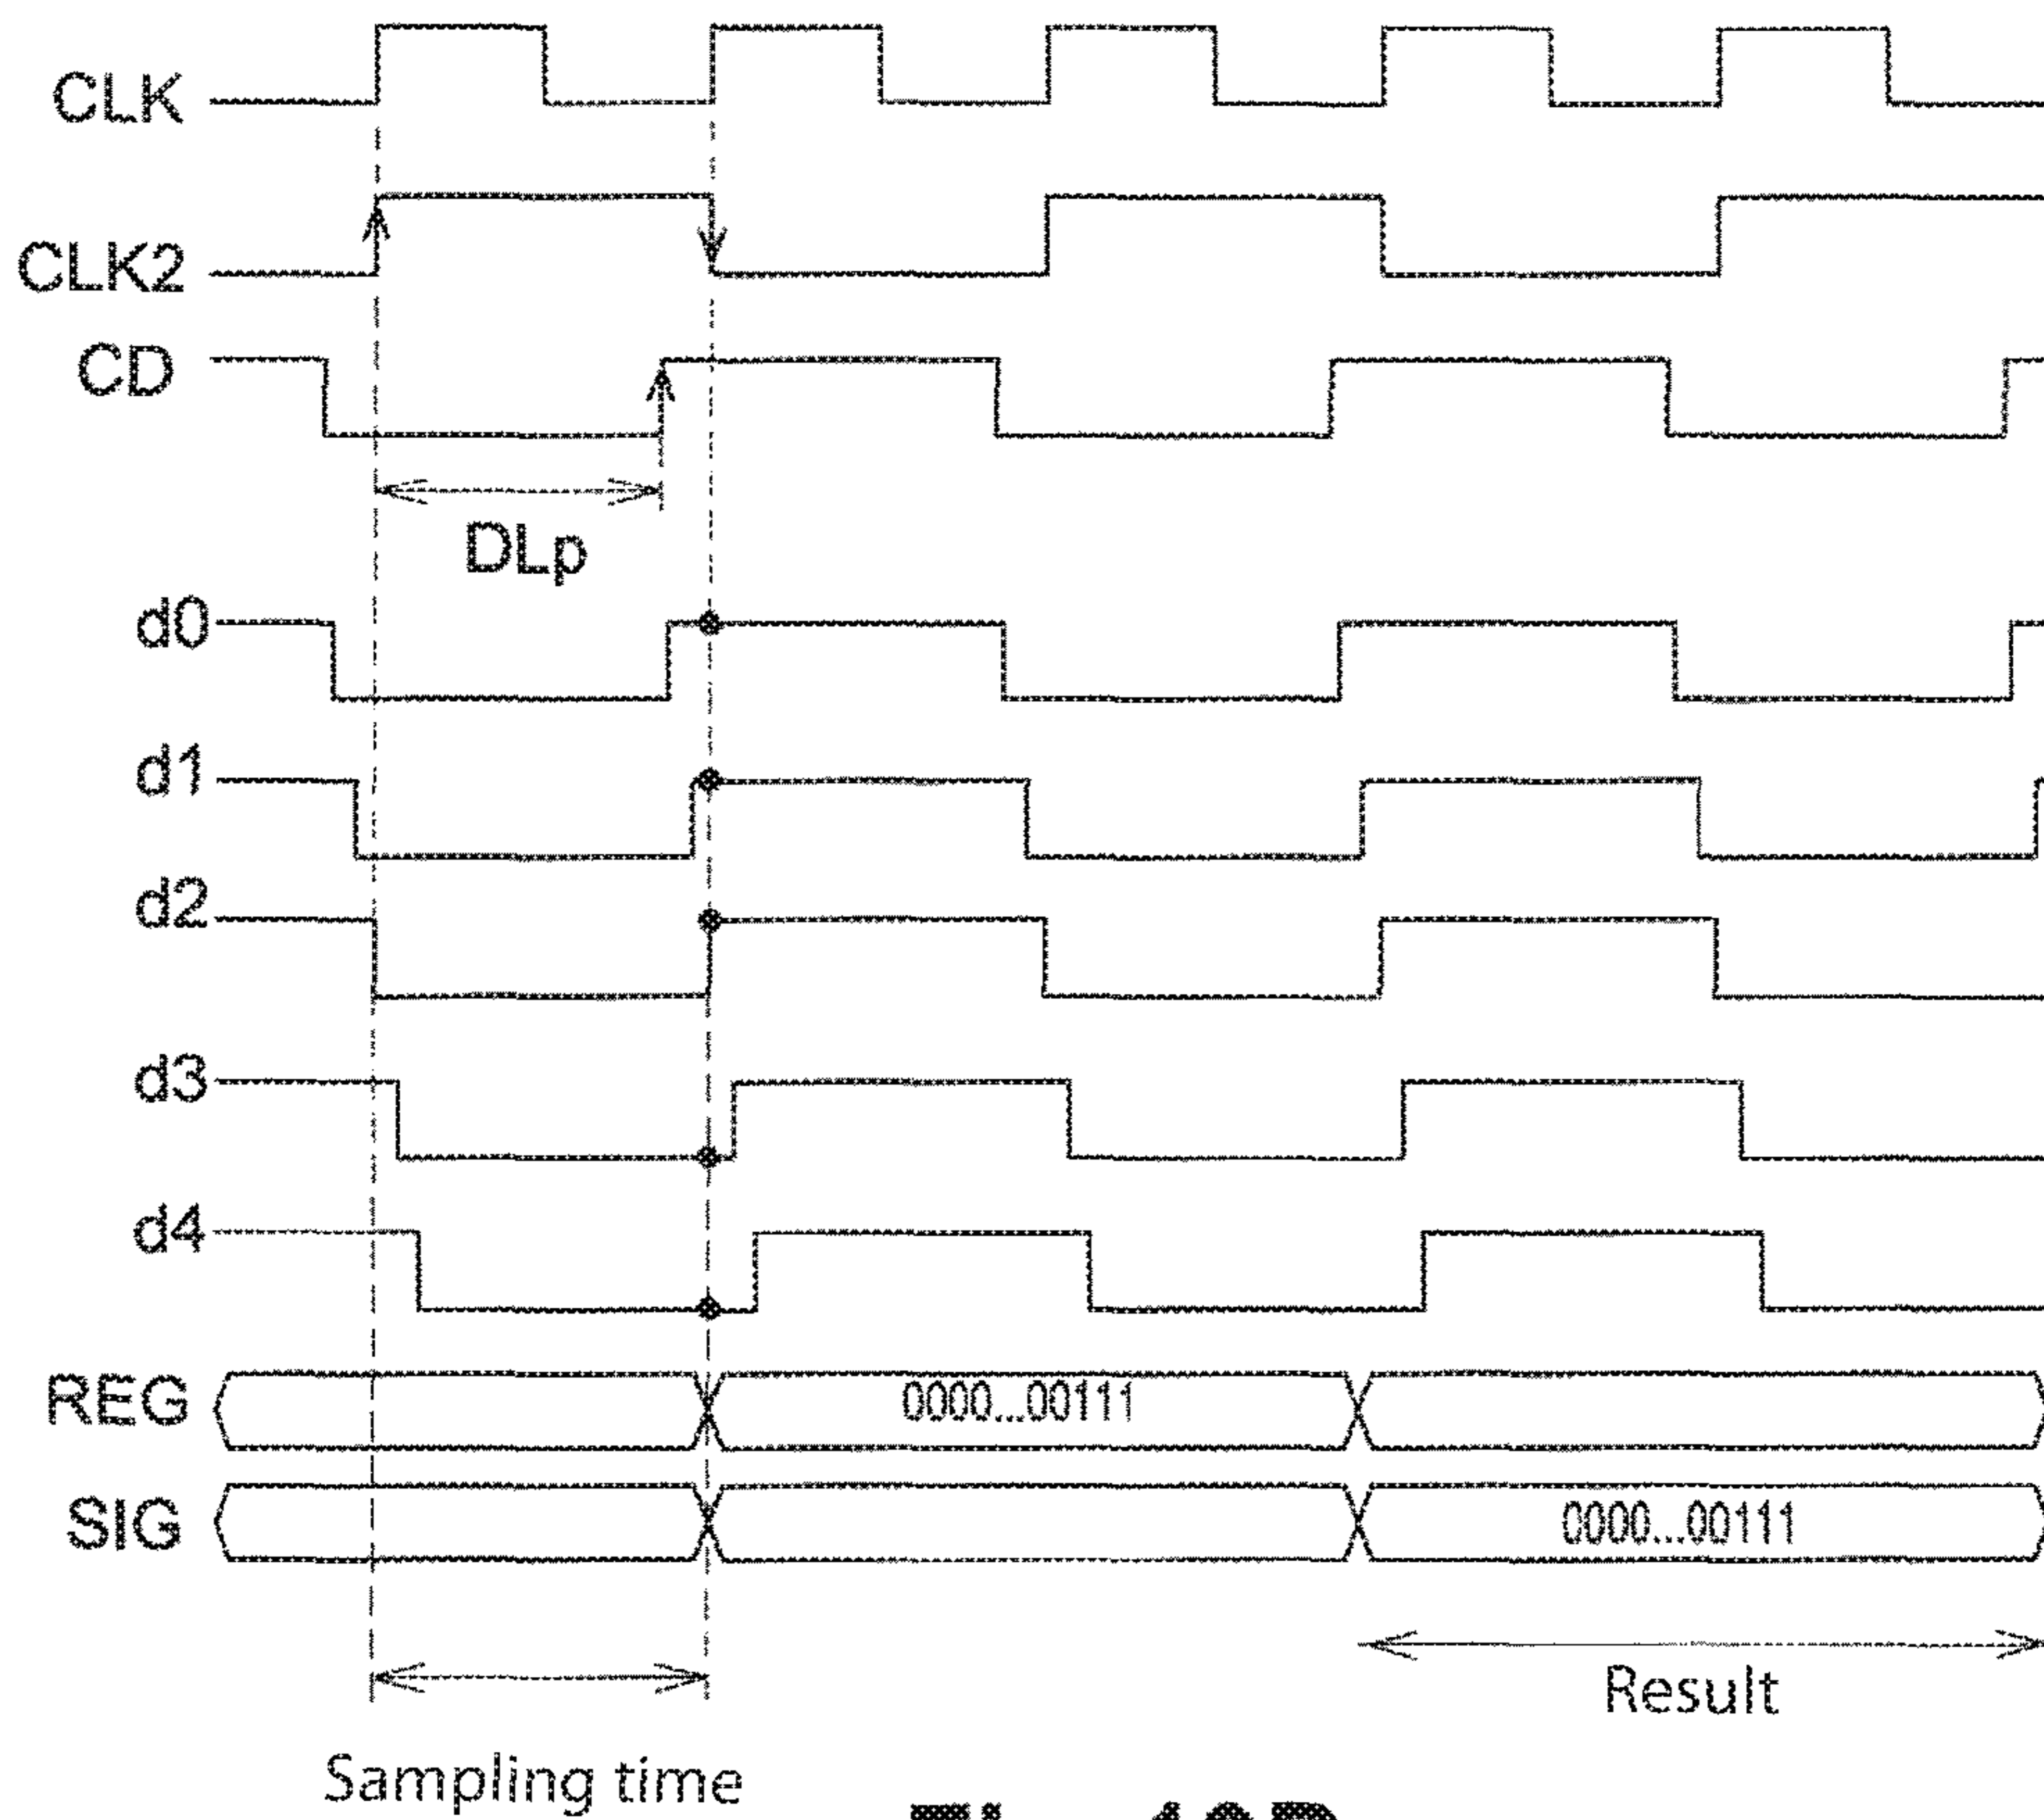 CLK
CLK2
CD
DLp
d0
d1
d2
d3
d4
REG 0000...00111
SIG 0000...00111
Result
Sampling time